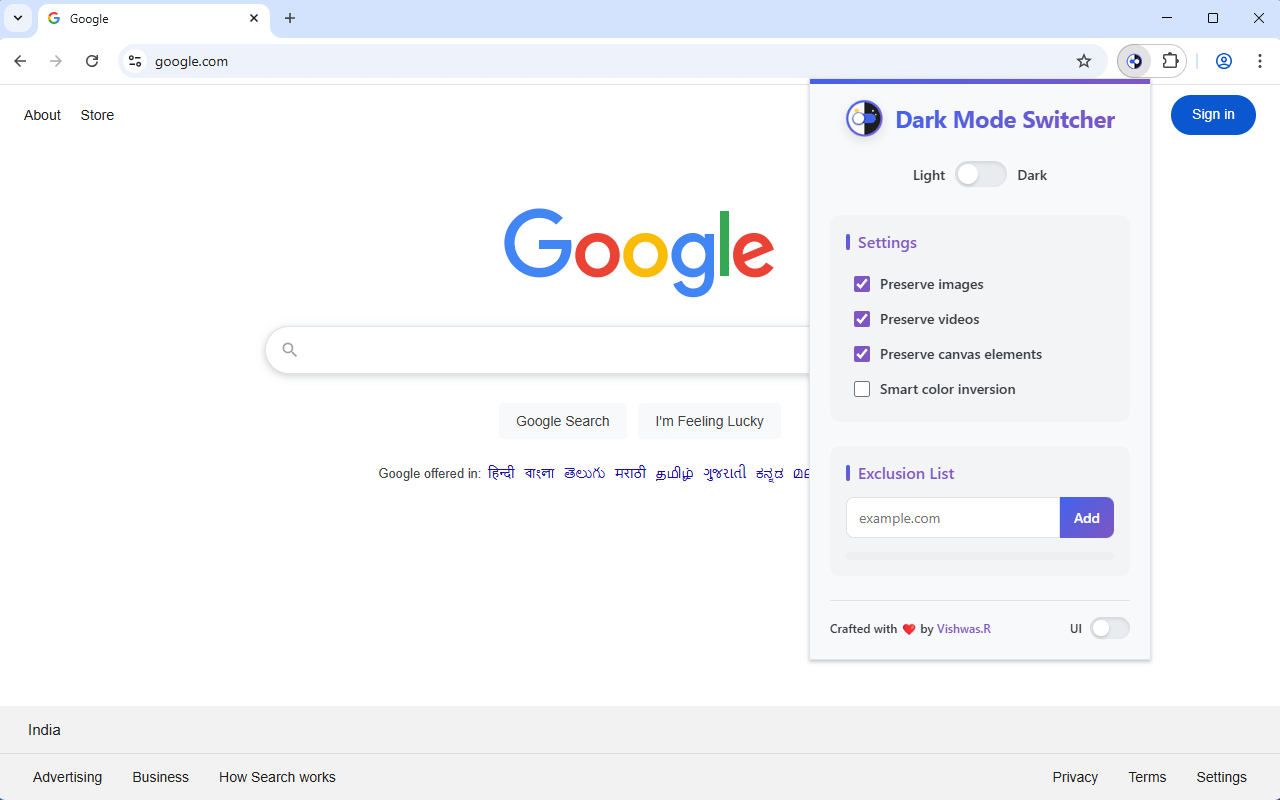 Google
google.com
About
Store
Sign in
Dark Mode Switcher
Light
Dark
Settings
Preserve images
Preserve videos
Preserve canvas elements
Smart color inversion
Exclusion List
example.com
Add
Crafted with ❤️ by Vishwas.R
UI
Google
Google Search
I'm Feeling Lucky
Google offered in: हिन्दी বাংলা తెలుగు मराठी தமிழ் ગુજરાતી ಕನ್ನಡ
India
Advertising
Business
How Search works
Privacy
Terms
Settings